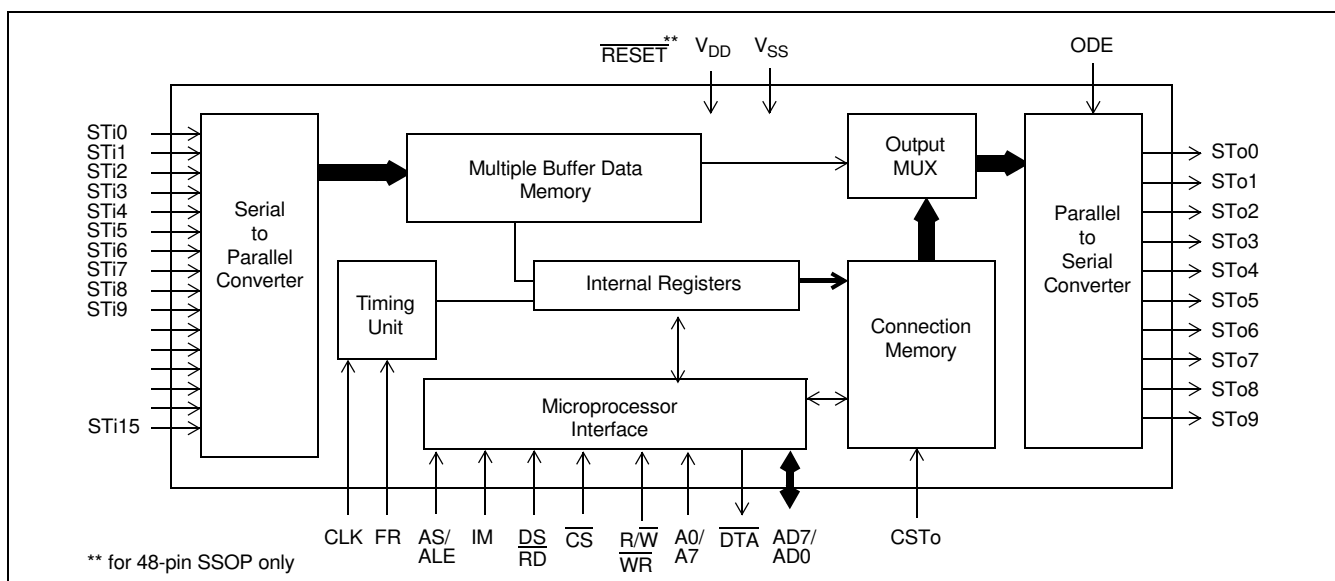 RESET** VDD VSS ODE
STi0
STi1
STi2
STi3
STi4
STi5
STi6
STi7
STi8
STi9
STi15
Serial
to
Parallel
Converter
Multiple Buffer Data
Memory
Output
MUX
Timing
Unit
Internal Registers
Connection
Memory
Microprocessor
Interface
Parallel
to
Serial
Converter
STo0
STo1
STo2
STo3
STo4
STo5
STo6
STo7
STo8
STo9
CLK FR AS/ IM DS CS R/W A0/ DTA AD7/ CSTo
ALE RD WR A7 AD0
** for 48-pin SSOP only